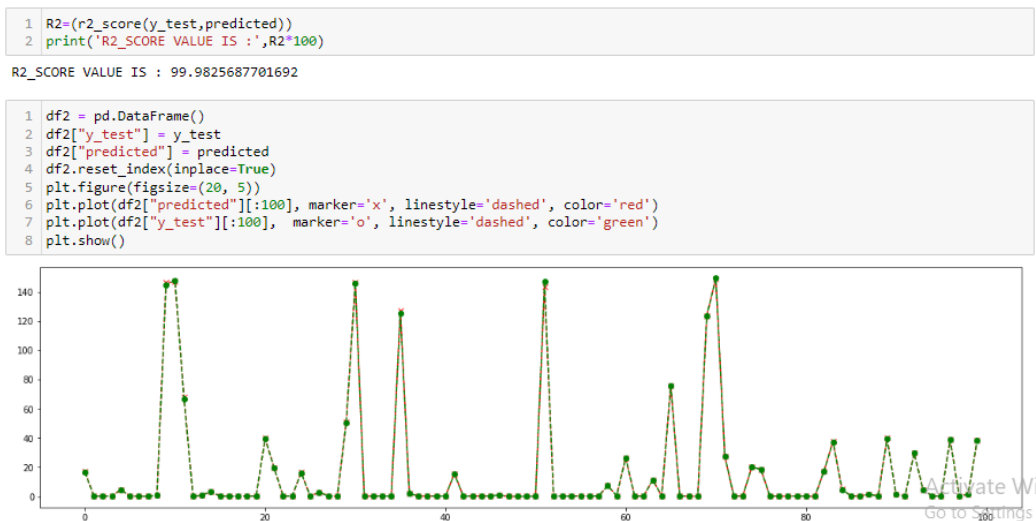 1 R2=(r2_score(y_test,predicted))
2 print('R2_SCORE VALUE IS :',R2*100)
R2_SCORE VALUE IS : 99.9825687701692
1 df2 = pd.DataFrame()
2 df2["y_test"] = y_test
3 df2["predicted"] = predicted
4 df2.reset_index(inplace=True)
5 plt.figure(figsize=(20, 5))
6 plt.plot(df2["predicted"][:100], marker='x', linestyle='dashed', color='red')
7 plt.plot(df2["y_test"][:100],  marker='o', linestyle='dashed', color='green')
8 plt.show()
140
120
100
80
60
40
20
0
0 20 40 60 80 100
Activate Wi
Go to Settings